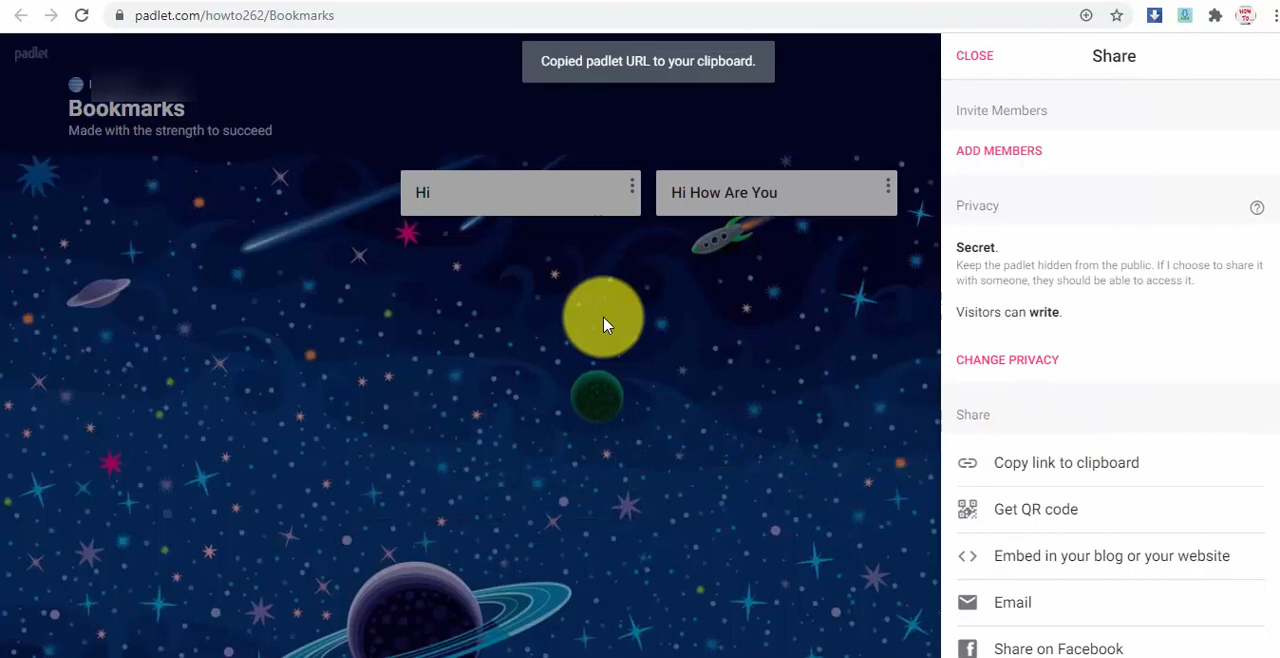 padlet.com/howto262/Bookmarks
HOW TO..
padlet
Copied padlet URL to your clipboard.
Bookmarks
Made with the strength to succeed
Hi
Hi How Are You
CLOSE
Share
Invite Members
ADD MEMBERS
Privacy
Secret.
Keep the padlet hidden from the public. If I choose to share it
with someone, they should be able to access it.
Visitors can write.
CHANGE PRIVACY
Share
Copy link to clipboard
Get QR code
Embed in your blog or your website
Email
Share on Facebook